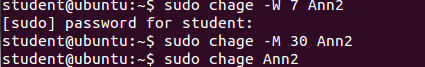 student@ubuntu:~$ sudo chage -W 7 Ann2
[sudo] password for student:
student@ubuntu:~$ sudo chage -M 30 Ann2
student@ubuntu:~$ sudo chage Ann2